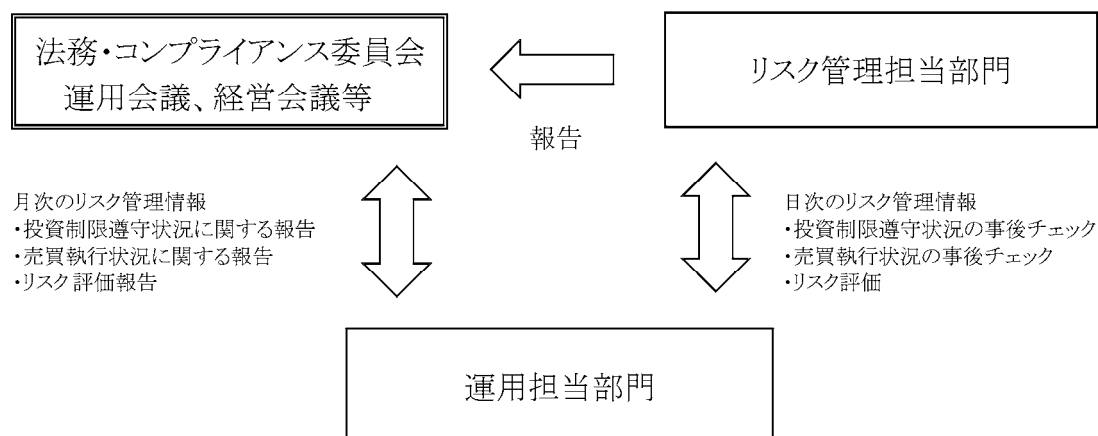 法務・コンプライアンス委員会
運用会議、経営会議等
リスク管理担当部門
報告
月次のリスク管理情報
・投資制限遵守状況に関する報告
・売買執行状況に関する報告
・リスク評価報告
日次のリスク管理情報
・投資制限遵守状況の事後チェック
・売買執行状況の事後チェック
・リスク評価
運用担当部門